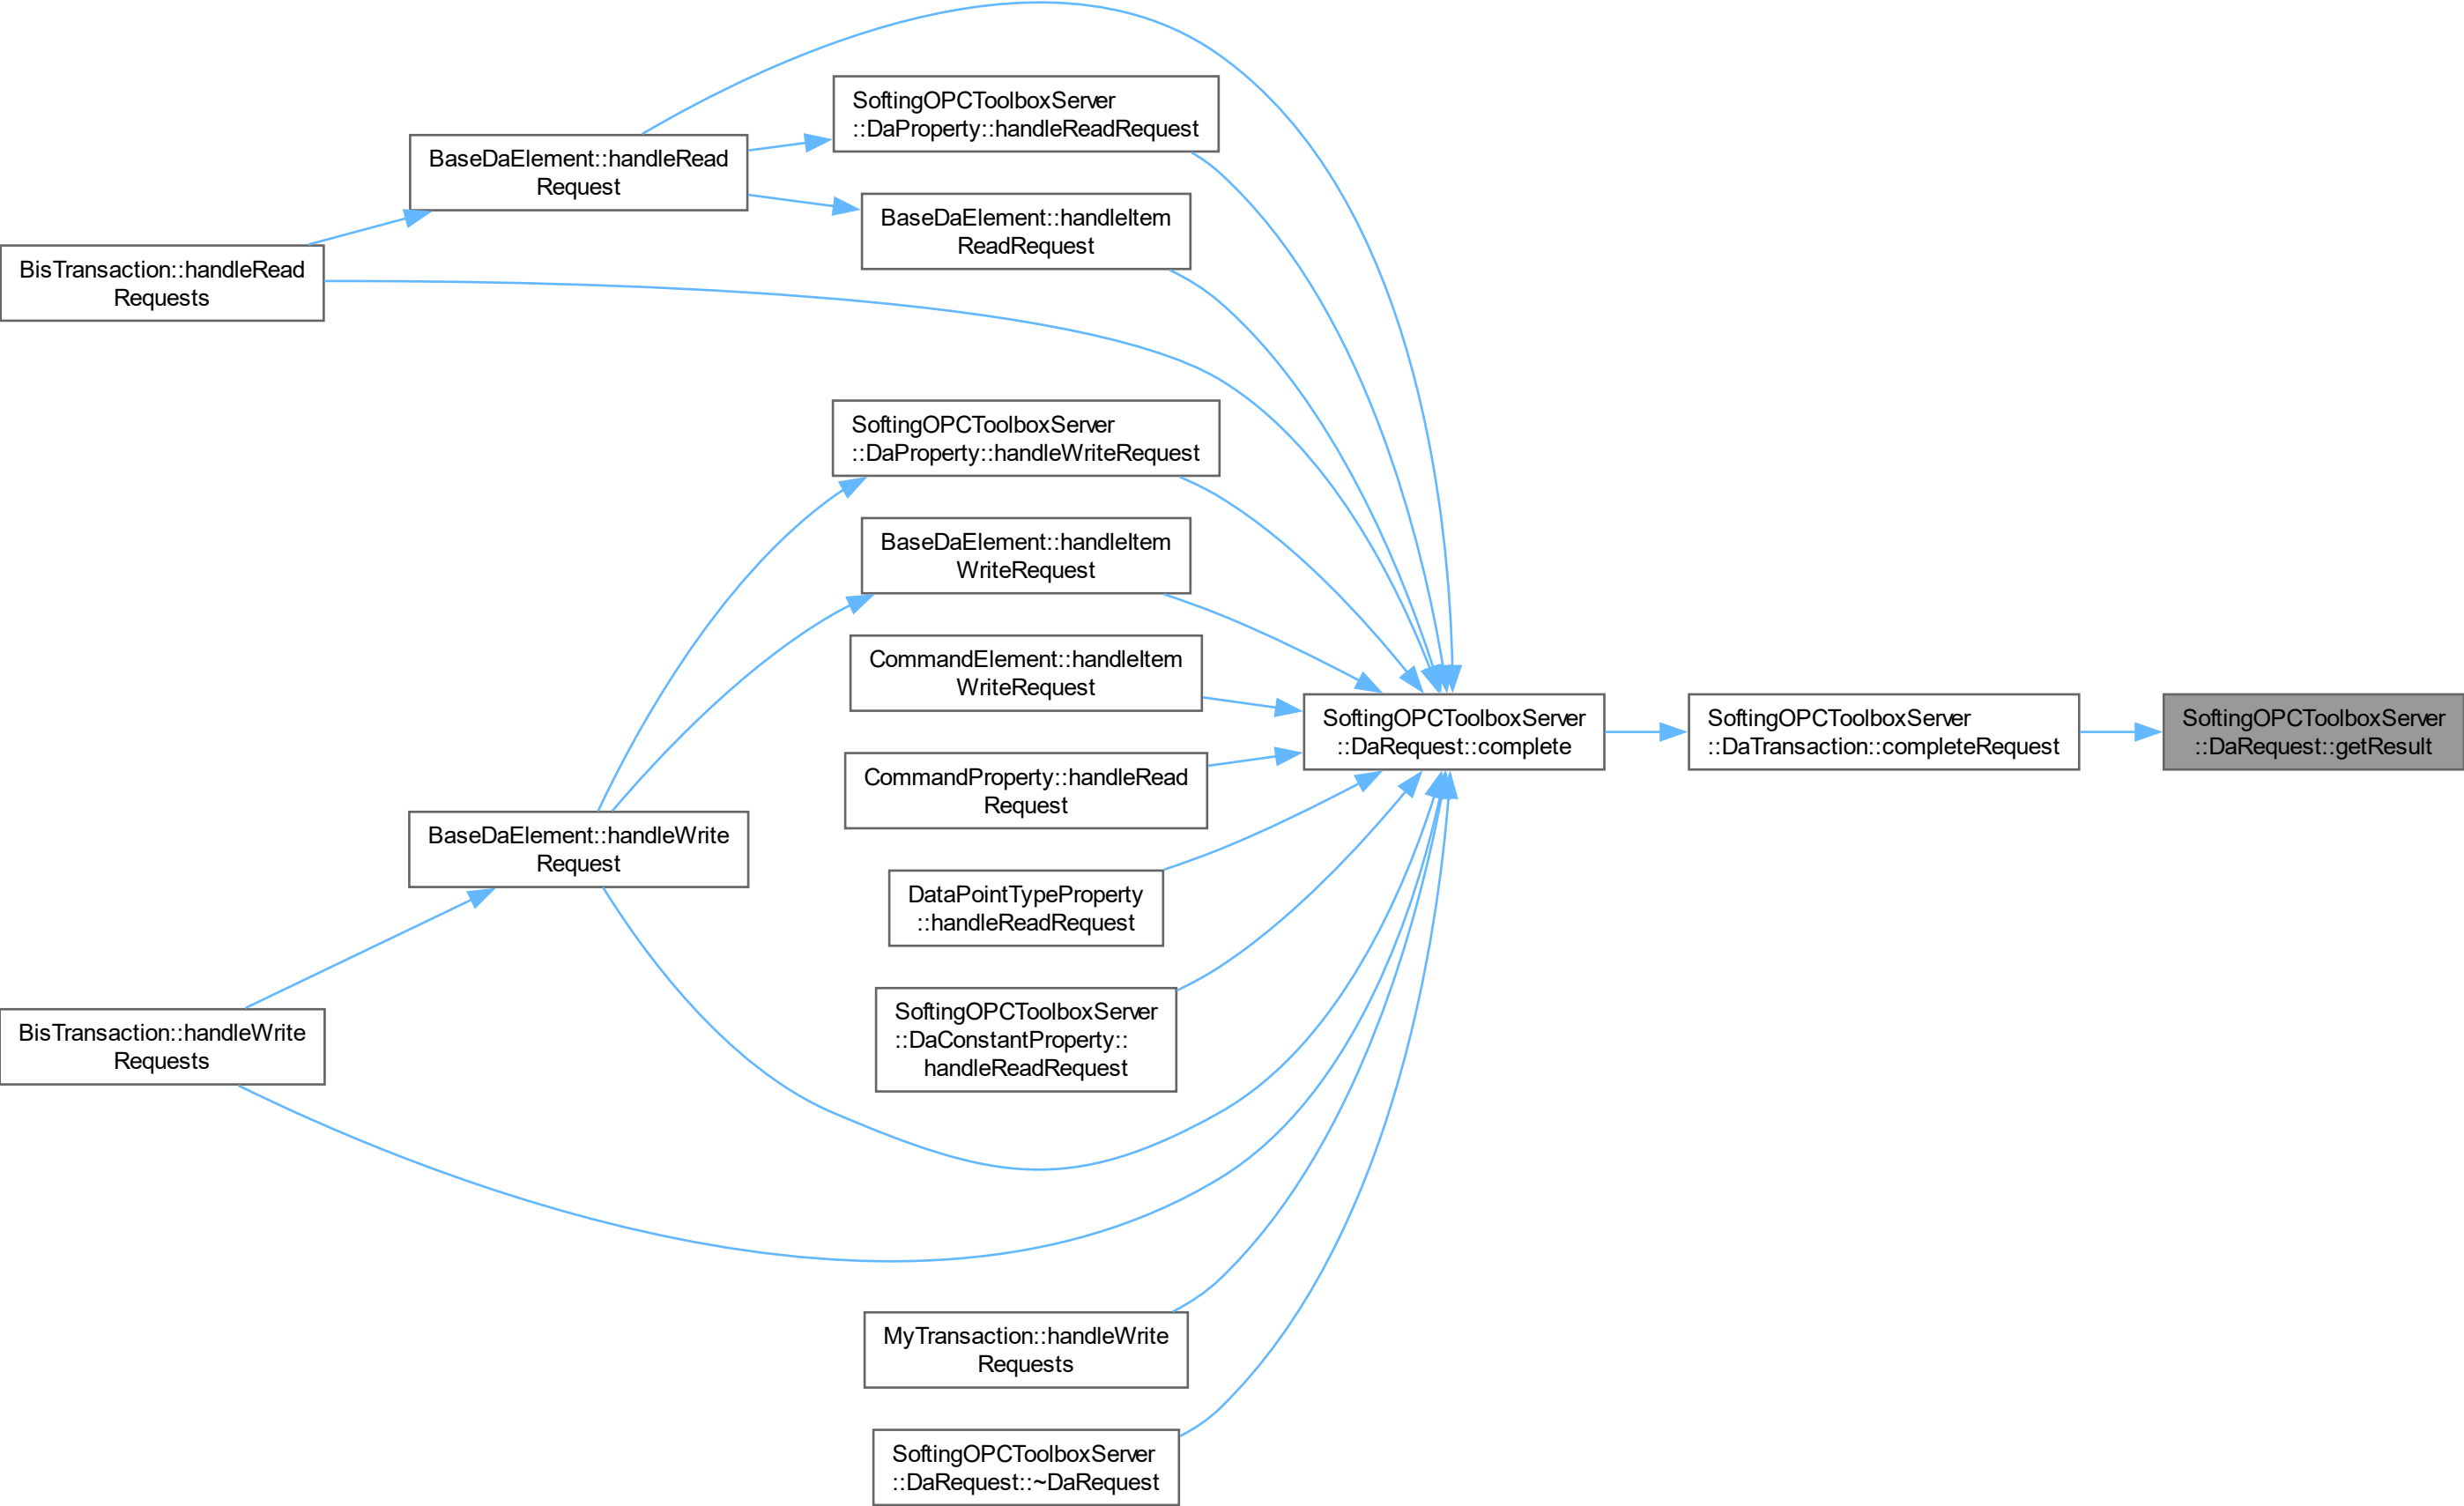 SoftingOPCToolboxServer
::DaProperty::handleReadRequest
BaseDaElement::handleRead
Request
BaseDaElement::handleItem
ReadRequest
BisTransaction::handleRead
Requests
SoftingOPCToolboxServer
::DaProperty::handleWriteRequest
BaseDaElement::handleItem
WriteRequest
CommandElement::handleItem
WriteRequest
SoftingOPCToolboxServer
::DaRequest::complete
SoftingOPCToolboxServer
::DaTransaction::completeRequest
SoftingOPCToolboxServer
::DaRequest::getResult
CommandProperty::handleRead
Request
BaseDaElement::handleWrite
Request
DataPointTypeProperty
::handleReadRequest
SoftingOPCToolboxServer
::DaConstantProperty::
handleReadRequest
BisTransaction::handleWrite
Requests
MyTransaction::handleWrite
Requests
SoftingOPCToolboxServer
::DaRequest::~DaRequest